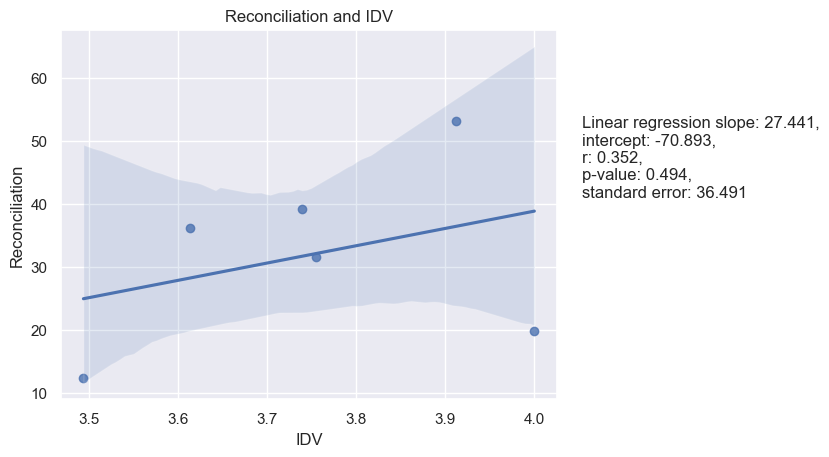 Reconciliation and IDV
60
50
40
30
20
10
Reconciliation
3.5 3.6 3.7 3.8 3.9 4.0
IDV
Linear regression slope: 27.441,
intercept: -70.893,
r: 0.352,
p-value: 0.494,
standard error: 36.491